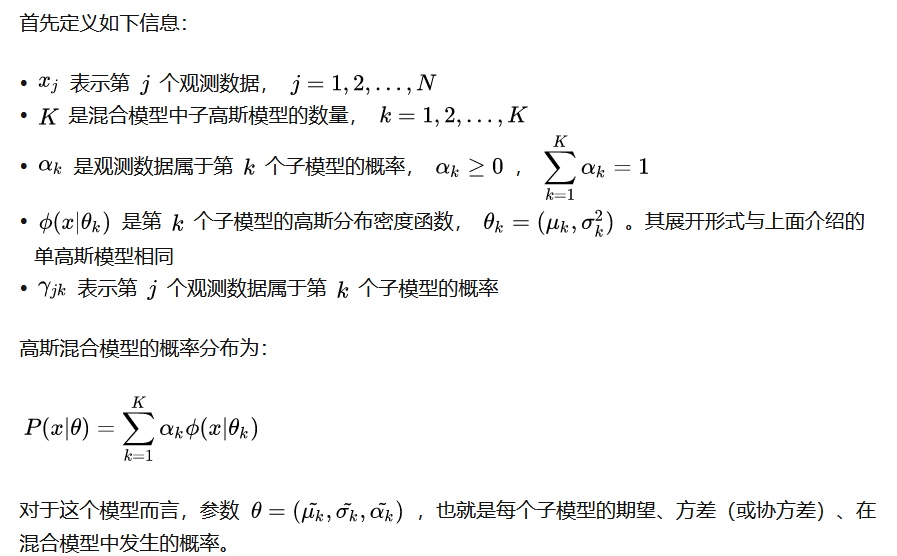 首先定义如下信息：
• $x_j$ 表示第 $j$ 个观测数据， $j = 1, 2, \ldots, N$
• $K$ 是混合模型中子高斯模型的数量， $k = 1, 2, \ldots, K$
• $\alpha_k$ 是观测数据属于第 $k$ 个子模型的概率， $\alpha_k \geq 0$ ， $\sum_{k=1}^{K} \alpha_k = 1$
• $\phi(x|\theta_k)$ 是第 $k$ 个子模型的高斯分布密度函数， $\theta_k = (\mu_k, \sigma_k^2)$ 。其展开形式与上面介绍的
单高斯模型相同
• $\gamma_{jk}$ 表示第 $j$ 个观测数据属于第 $k$ 个子模型的概率
高斯混合模型的概率分布为：
$P(x|\theta) = \sum_{k=1}^{K} \alpha_k \phi(x|\theta_k)$
对于这个模型而言，参数 $\theta = (\tilde{\mu_k}, \tilde{\sigma_k}, \tilde{\alpha_k})$ ，也就是每个子模型的期望、方差（或协方差）、在
混合模型中发生的概率。